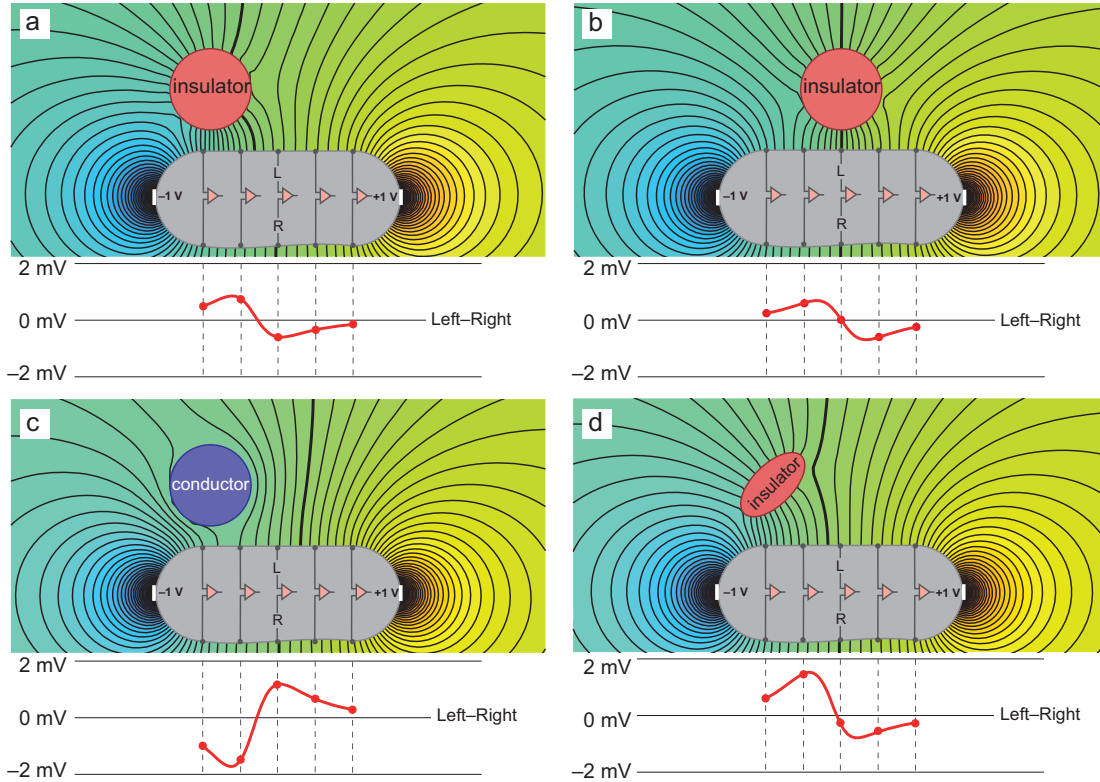 a
insulator
L
–1 V
+1 V
R
2 mV
0 mV
Left–Right
–2 mV
b
insulator
L
–1 V
+1 V
R
2 mV
0 mV
Left–Right
–2
c
conductor
L
–1 V
+1 V
R
2 mV
0 mV
Left–Right
–2 mV
d
insulator
L
–1 V
+1 V
R
2 mV
0 mV
Left–Right
–2